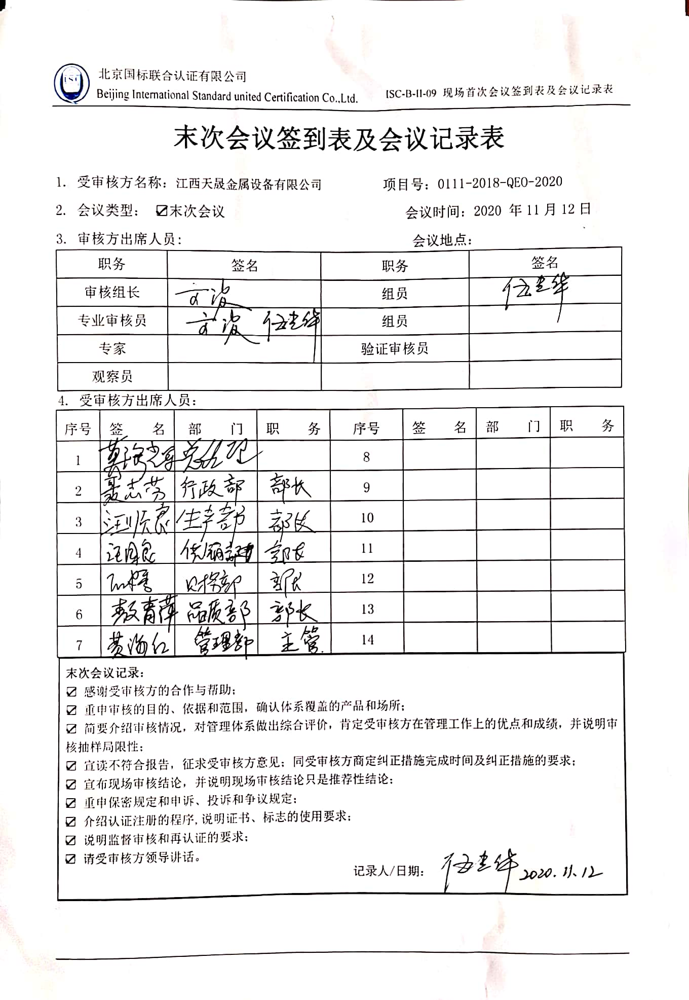 ISC
北京国标联合认证有限公司
Beijing International Standard united Certification Co.,Ltd.
ISC-B-II-09 现场首次会议签到表及会议记录表
末次会议签到表及会议记录表
1. 受审核方名称：江西天晟金属设备有限公司 项目号：0111-2018-QEO-2020
2. 会议类型： ☑末次会议 会议时间：2020 年 11 月 12 日
3. 审核方出席人员： 会议地点：
职务 签名 职务 签名
审核组长 文波 组员 伍光华
专业审核员 文波 伍光华 组员
专家 验证审核员
观察员
4. 受审核方出席人员：
序号 签 名 部 门 职 务 序号 签 名 部 门 职 务
1 总经理 8
2 行政部 部长 9
3 生产部 部长 10
4 供销部 部长 11
5 财务部 部长 12
6 敖青萍 品质部 部长 13
7 黄海红 管理部 主管 14
末次会议记录：
☑ 感谢受审核方的合作与帮助；
☑ 重申审核的目的、依据和范围，确认体系覆盖的产品和场所；
☑ 简要介绍审核情况，对管理体系做出综合评价，肯定受审核方在管理工作上的优点和成绩，并说明审
核抽样局限性；
☑ 宣读不符合报告，征求受审核方意见；同受审核方商定纠正措施完成时间及纠正措施的要求；
☑ 宣布现场审核结论，并说明现场审核结论只是推荐性结论；
☑ 重申保密规定和申诉、投诉和争议规定；
☑ 介绍认证注册的程序,说明证书、标志的使用要求；
☑ 说明监督审核和再认证的要求；
☑ 请受审核方领导讲话。
记录人/日期： 伍光华 2020.11.12